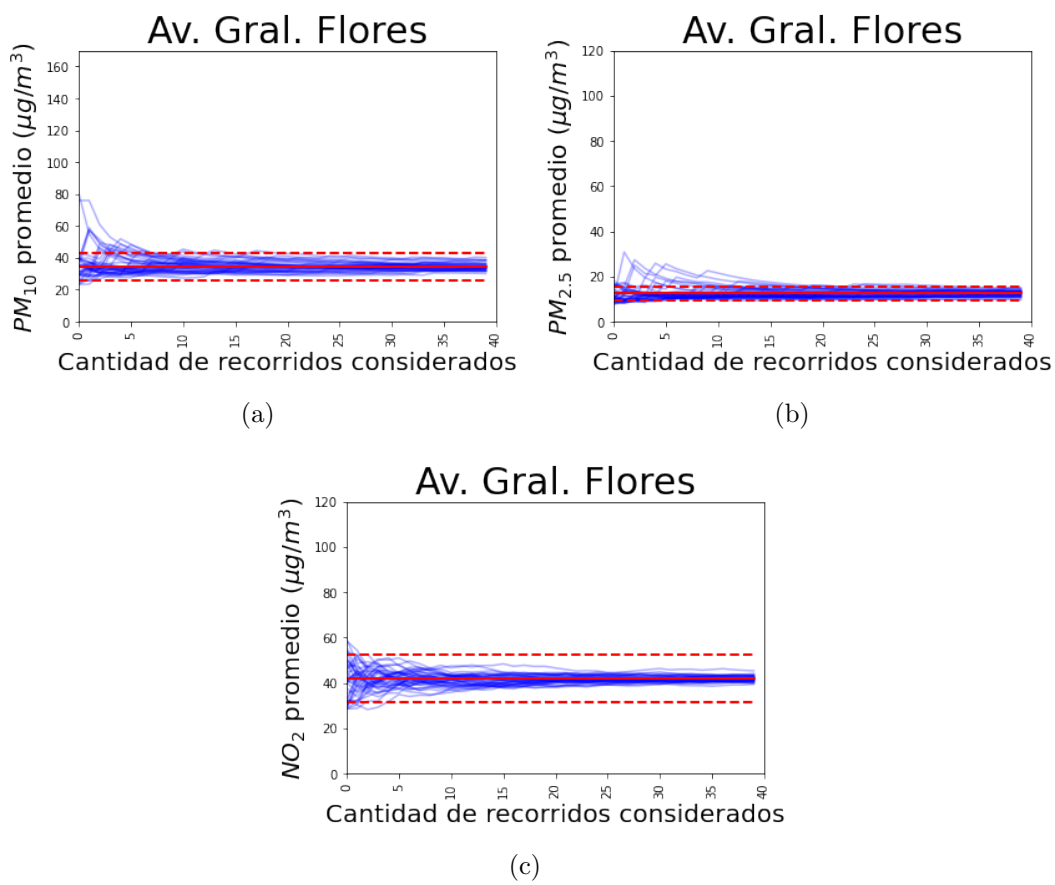 Av. Gral. Flores
PM10 promedio (μg/m³)
160
140
120
100
80
60
40
20
0
0 5 10 15 20 25 30 35 40
Cantidad de recorridos considerados
(a)
Av. Gral. Flores
PM2.5 promedio (μg/m³)
120
100
80
60
40
20
0
0 5 10 15 20 25 30 35 40
Cantidad de recorridos considerados
(b)
Av. Gral. Flores
NO2 promedio (μg/m³)
120
100
80
60
40
20
0
0 5 10 15 20 25 30 35 40
Cantidad de recorridos considerados
(c)